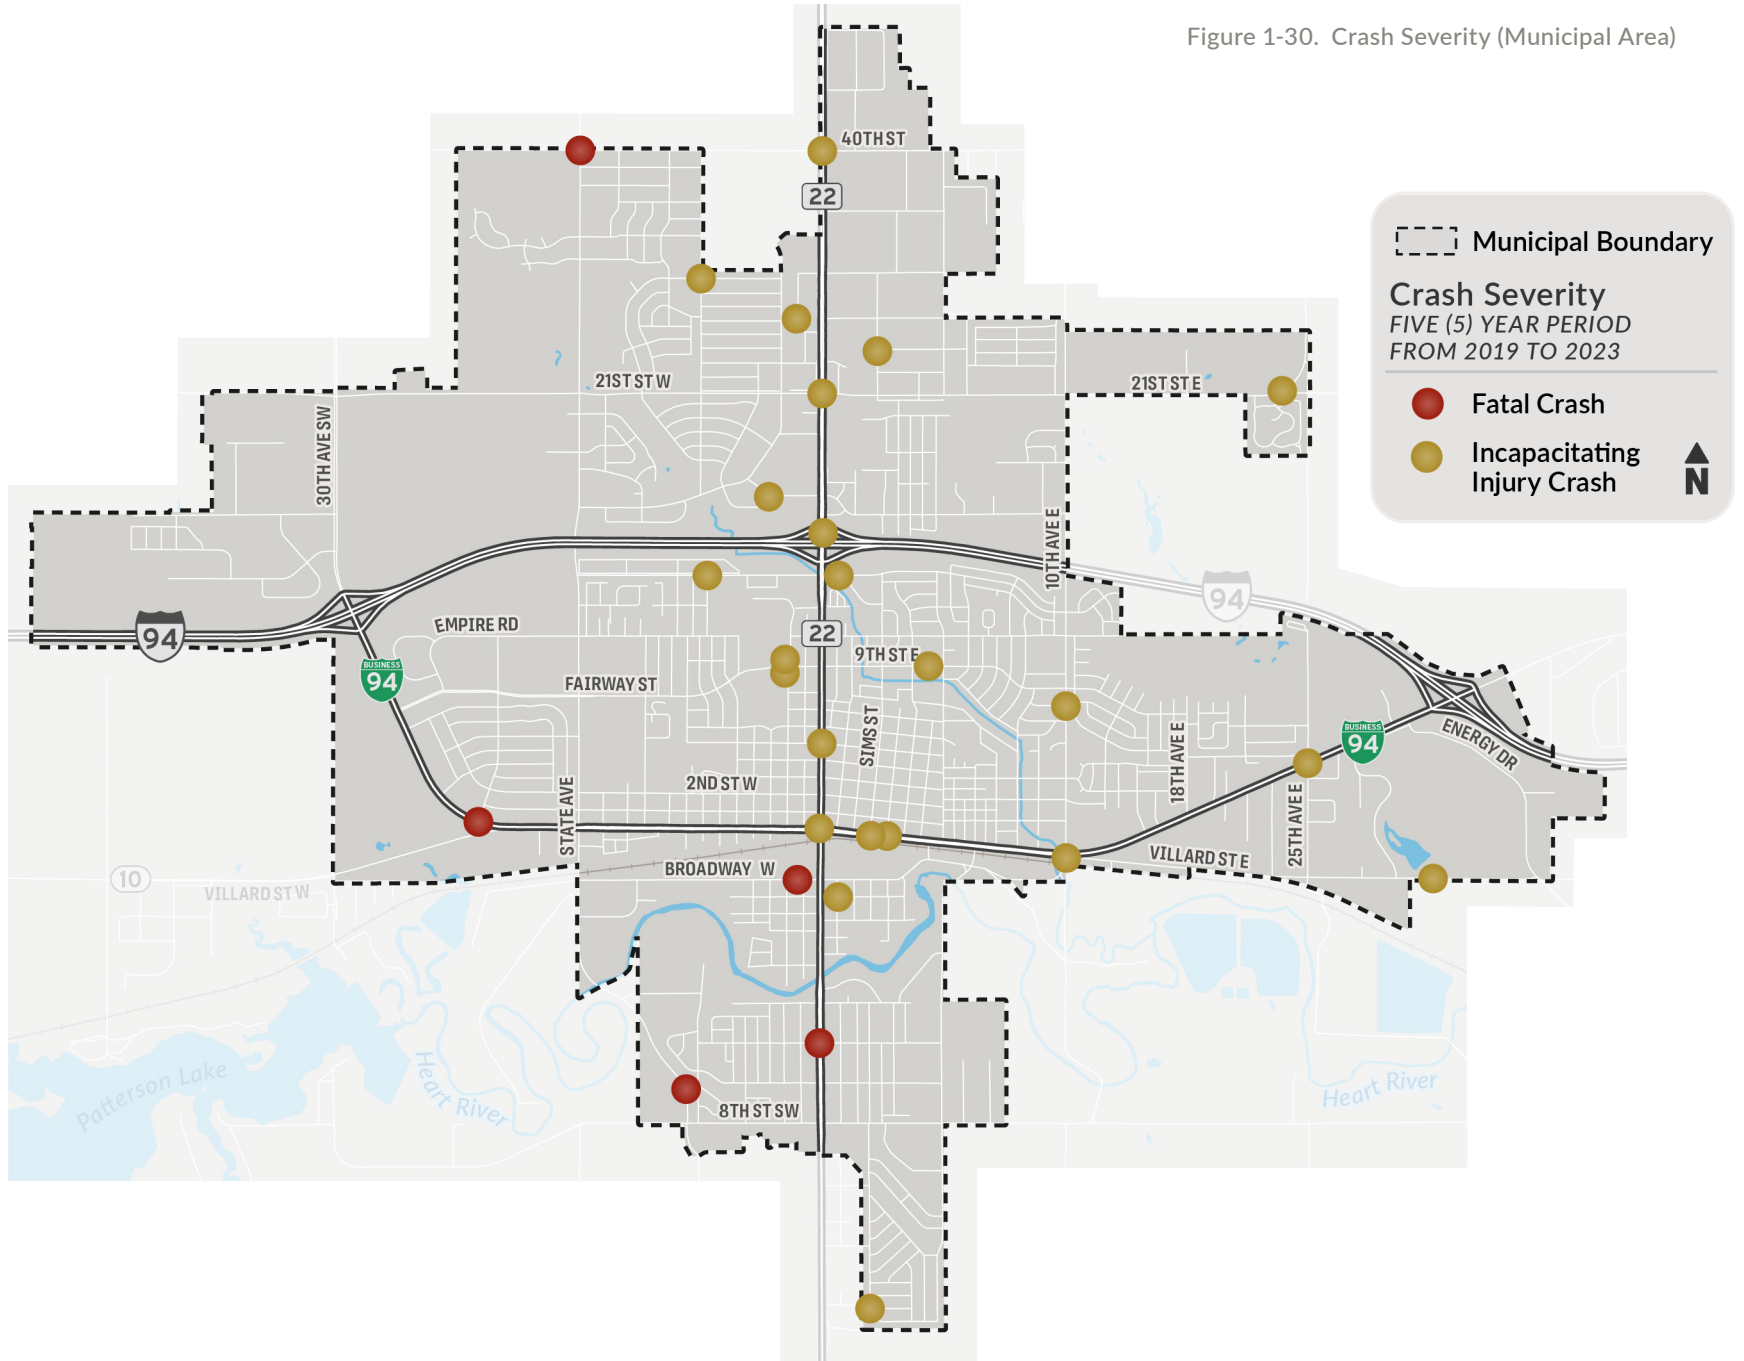 Figure 1-30. Crash Severity (Municipal Area)
40TH ST
22
Municipal Boundary
Crash Severity
FIVE (5) YEAR PERIOD
FROM 2019 TO 2023
Fatal Crash
Incapacitating
Injury Crash
N
21ST ST W
21ST ST E
30TH AVE SW
10TH AVE E
94
94
EMPIRE RD
22
9TH ST E
BUSINESS
94
FAIRWAY ST
SIMS ST
18TH AVE E
BUSINESS
94
ENERGY DR
2ND ST W
STATE AVE
25TH AVE E
VILLARD ST E
BROADWAY W
10
VILLARD ST W
Patterson Lake
Heart River
Heart River
8TH ST SW